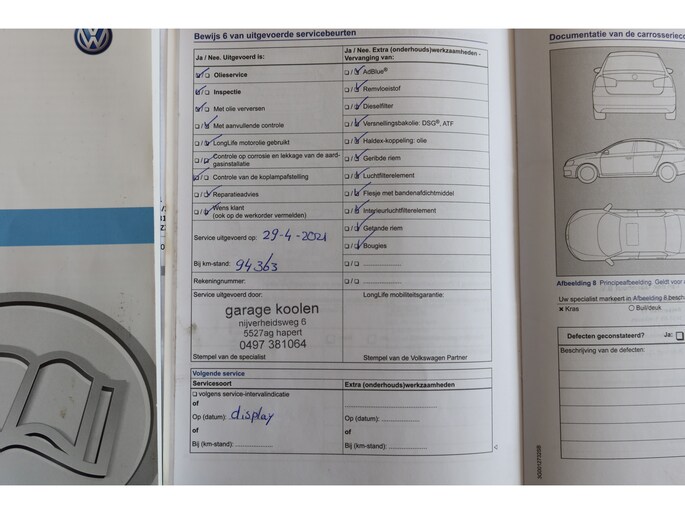 Bewijs 6 van uitgevoerde servicebeurten
Ja / Nee. Uitgevoerd is:
Olieservice
Inspectie
Met olie verversen
Met aanvullende controle
LongLife motorolie gebruikt
Controle op corrosie en lekkage van de aard-
gasinstallatie
Controle van de koplampafstelling
Reparatieadvies
Wens klant
(ook op de werkorder vermelden)
Service uitgevoerd op: 29-4-2021
Bij km-stand: 94363
Rekeningnummer:
Service uitgevoerd door:
garage koolen
nijverheidsweg 6
5527ag hapert
0497 381064
Stempel van de specialist
Ja / Nee. Extra (onderhouds)werkzaamheden -
Vervanging van:
AdBlue®
Remvloeistof
Dieselfilter
Versnellingsbakolie: DSG®, ATF
Haldex-koppeling: olie
Geribde riem
Luchtfilterelement
Flesje met bandenafdichtmiddel
Interieurluchtfilterelement
Getande riem
Bougies
LongLife mobiliteitsgarantie:
Stempel van de Volkswagen Partner
Volgende service
Servicesoort
volgens service-intervalindicatie
of
Op (datum): display
of
Bij (km-stand):
Extra (onderhouds)werkzaamheden
Op (datum):
of
Bij (km-stand):
Documentatie van de carrosserieco
Afbeelding 8 Principeafbeelding. Geldt voor
Uw specialist markeert in Afbeelding 8 besch
Kras
Buil/deuk
Defecten geconstateerd? Ja:
Beschrijving van de defecten: